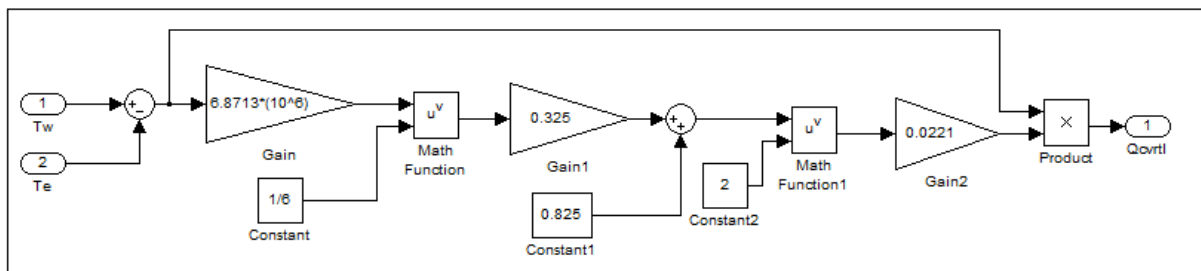 1
Tw
2
Te
+
−
6.8713*(10^6)
Gain
1/6
Constant
u^v
Math
Function
0.325
Gain1
0.825
Constant1
+
+
2
Constant2
u^v
Math
Function1
0.0221
Gain2
×
Product
1
Qcvrtl